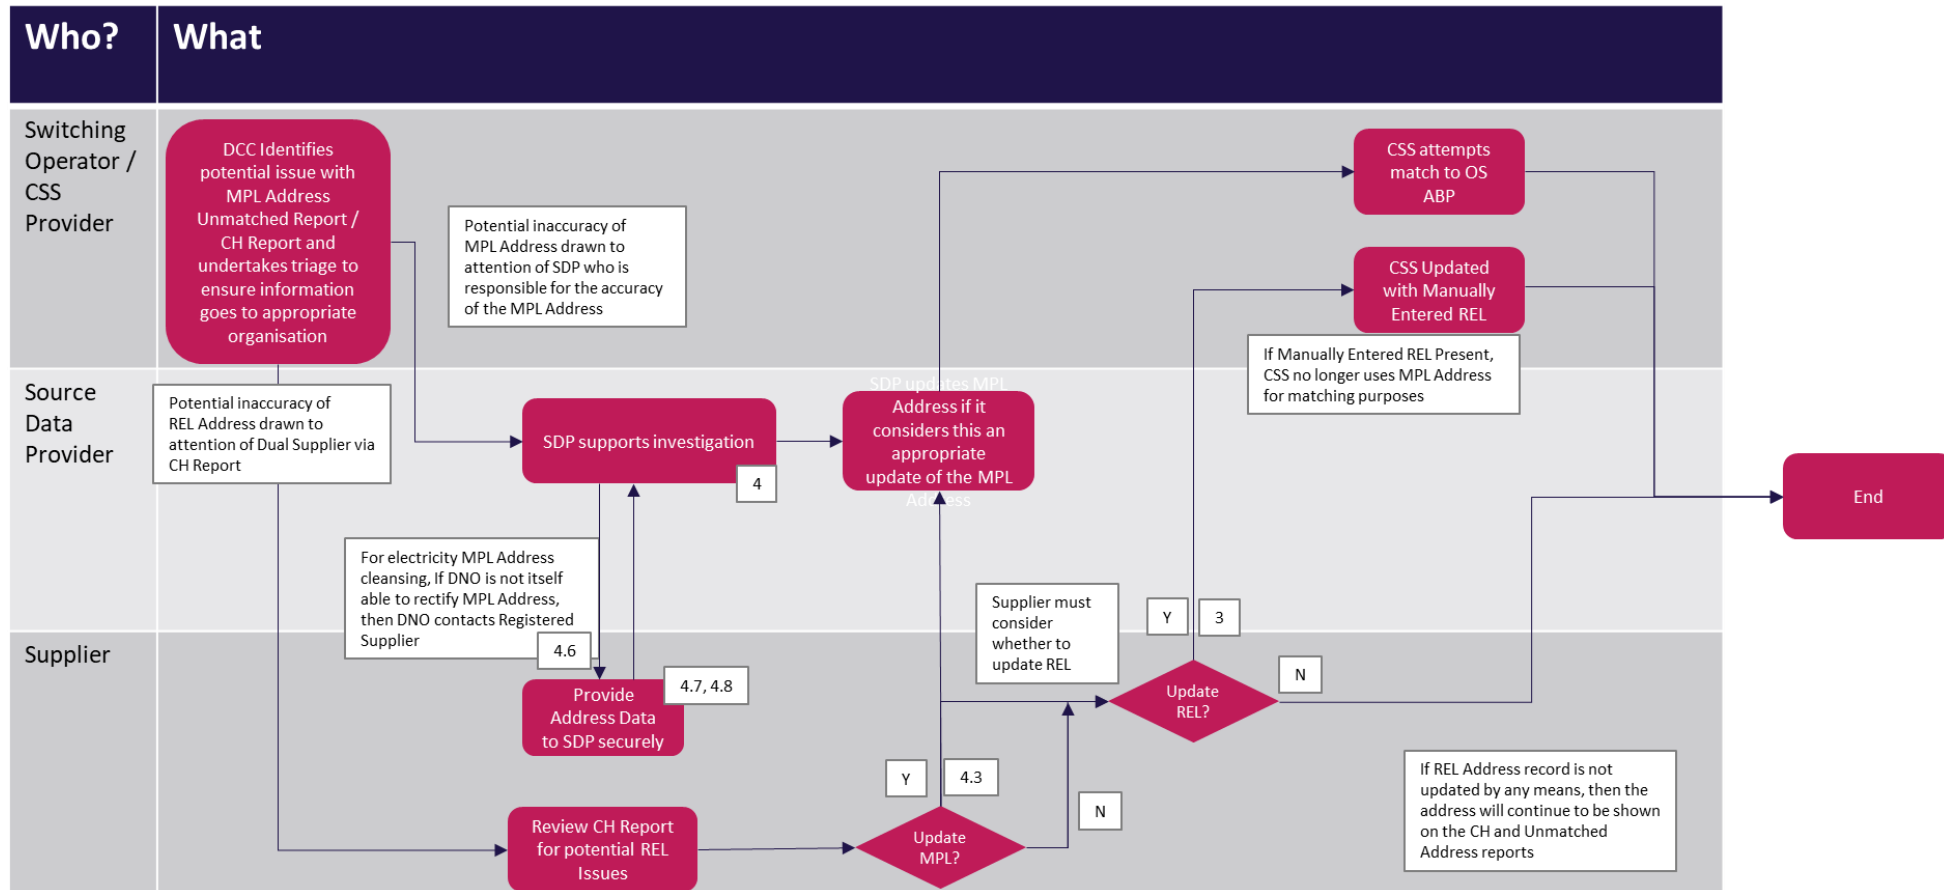 Who?
What
Switching
Operator /
CSS
Provider
DCC Identifies
potential issue with
MPL Address
Unmatched Report /
CH Report and
undertakes triage to
ensure information
goes to appropriate
organisation
Potential inaccuracy of
MPL Address drawn to
attention of SDP who is
responsible for the accuracy
of the MPL Address
CSS attempts
match to OS
ABP
CSS Updated
with Manually
Entered REL
If Manually Entered REL Present,
CSS no longer uses MPL Address
for matching purposes
Source
Data
Provider
Potential inaccuracy of
REL Address drawn to
attention of Dual Supplier via
CH Report
SDP supports investigation
4
SDP updates MPL
Address if it
considers this an
appropriate
update of the MPL
Address
End
For electricity MPL Address
cleansing, If DNO is not itself
able to rectify MPL Address,
then DNO contacts Registered
Supplier
4.6
Supplier must
consider
whether to
update REL
Y
3
Supplier
Provide
Address Data
to SDP securely
4.7, 4.8
Update
REL?
N
Y
4.3
N
Review CH Report
for potential REL
Issues
Update
MPL?
If REL Address record is not
updated by any means, then the
address will continue to be shown
on the CH and Unmatched
Address reports